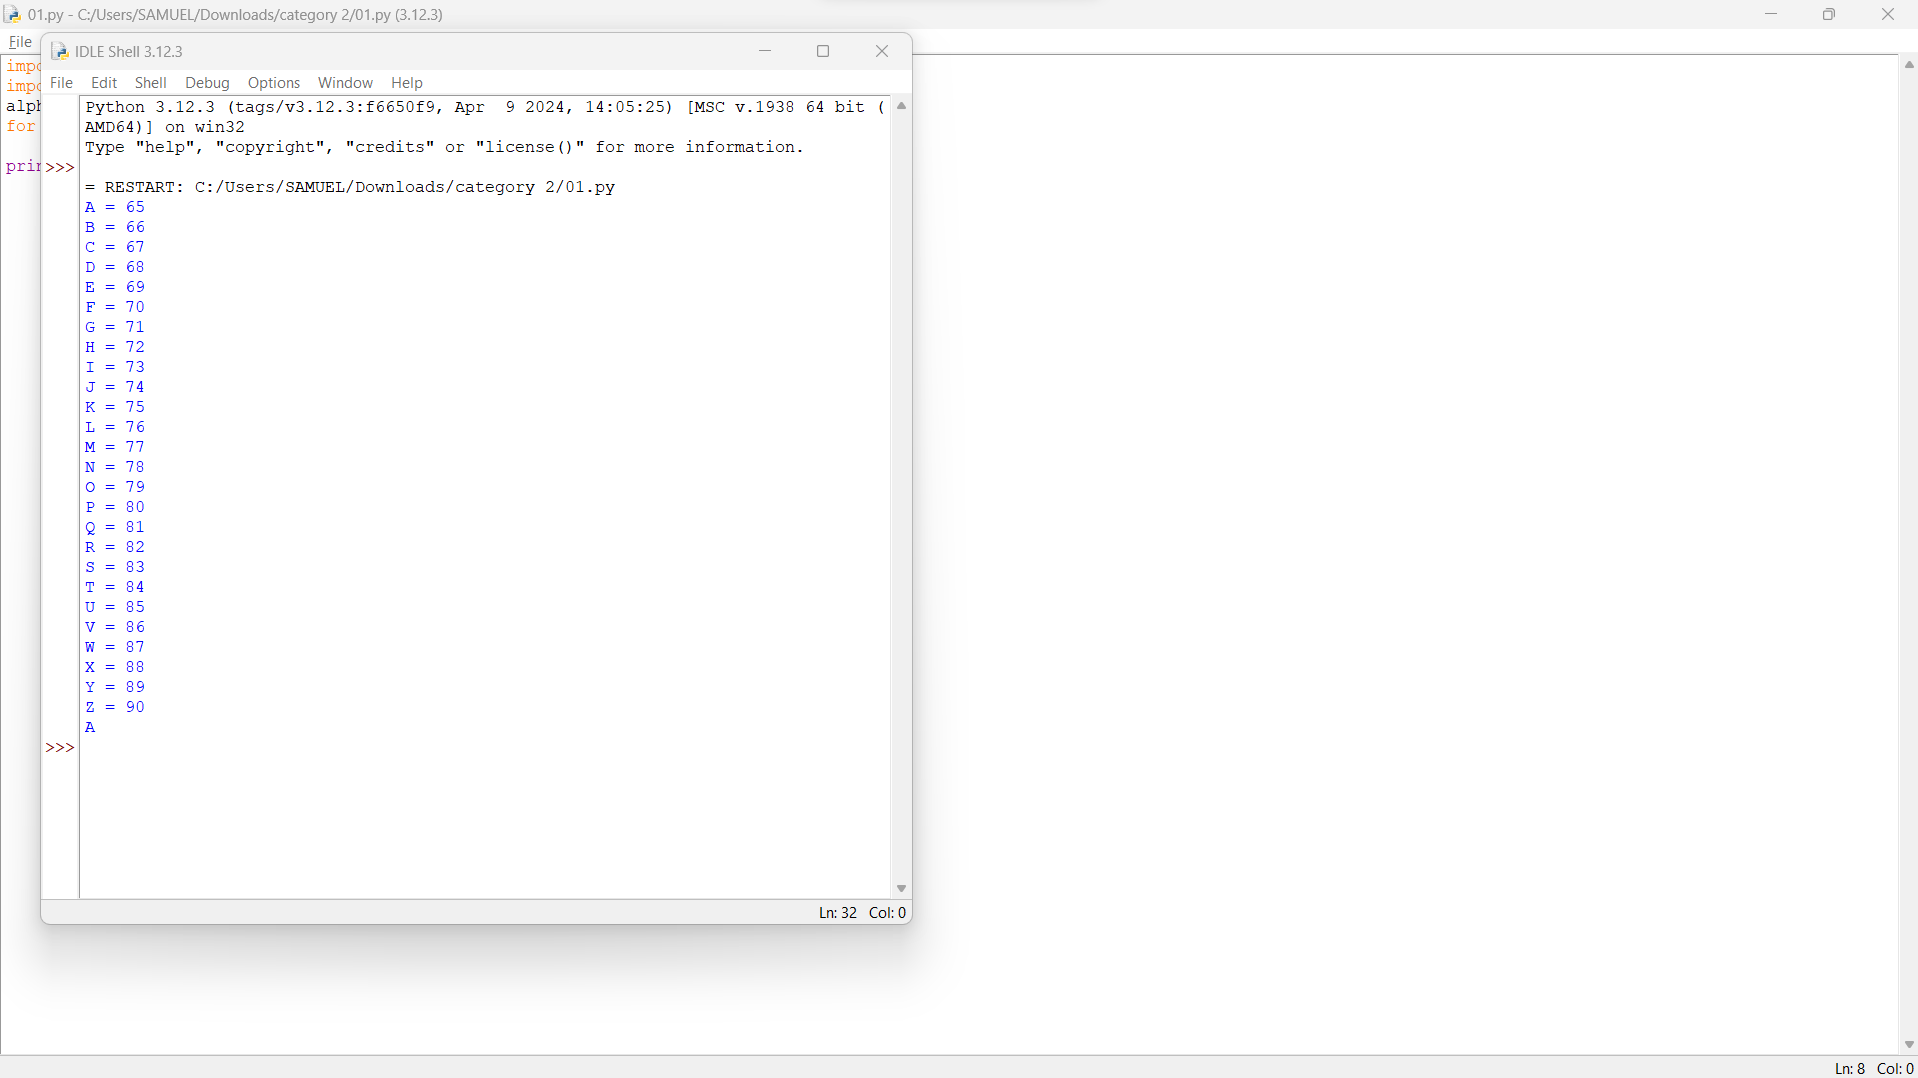 01.py - C:/Users/SAMUEL/Downloads/category 2/01.py (3.12.3)
File
IDLE Shell 3.12.3
File Edit Shell Debug Options Window Help
Python 3.12.3 (tags/v3.12.3:f6650f9, Apr  9 2024, 14:05:25) [MSC v.1938 64 bit (
AMD64)] on win32
Type "help", "copyright", "credits" or "license()" for more information.
>>>
= RESTART: C:/Users/SAMUEL/Downloads/category 2/01.py
A = 65
B = 66
C = 67
D = 68
E = 69
F = 70
G = 71
H = 72
I = 73
J = 74
K = 75
L = 76
M = 77
N = 78
O = 79
P = 80
Q = 81
R = 82
S = 83
T = 84
U = 85
V = 86
W = 87
X = 88
Y = 89
Z = 90
A
>>>
Ln: 32 Col: 0
for
Ln: 8 Col: 0